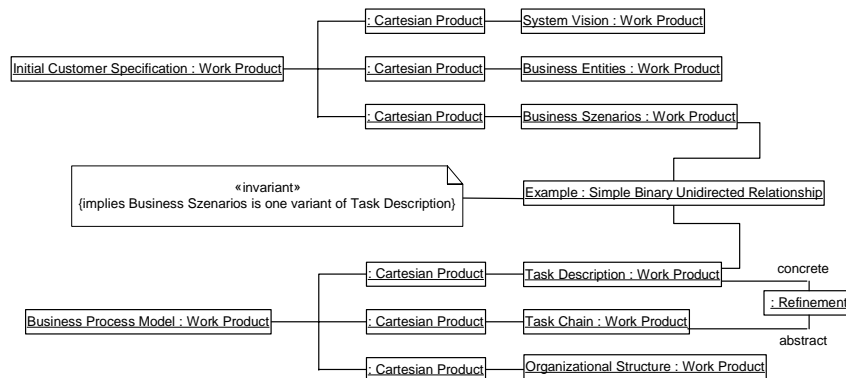 : Cartesian Product
System Vision : Work Product
Initial Customer Specification : Work Product
: Cartesian Product
Business Entities : Work Product
: Cartesian Product
Business Szenarios : Work Product
«invariant»
{implies Business Szenarios is one variant of Task Description}
Example : Simple Binary Unidirected Relationship
: Cartesian Product
Task Description : Work Product
concrete
: Refinement
Business Process Model : Work Product
: Cartesian Product
Task Chain : Work Product
abstract
: Cartesian Product
Organizational Structure : Work Product